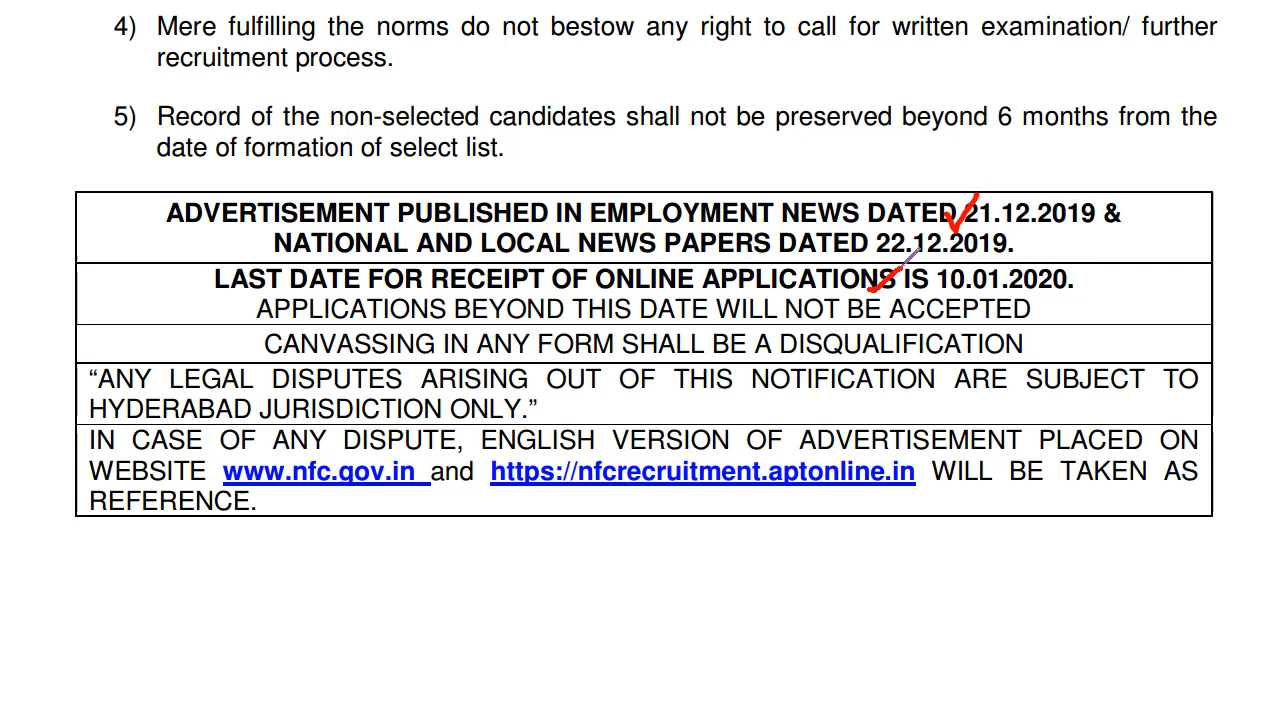 4) Mere fulfilling the norms do not bestow any right to call for written examination/ further
recruitment process.
5) Record of the non-selected candidates shall not be preserved beyond 6 months from the
date of formation of select list.
ADVERTISEMENT PUBLISHED IN EMPLOYMENT NEWS DATED 21.12.2019 &
NATIONAL AND LOCAL NEWS PAPERS DATED 22.12.2019.
LAST DATE FOR RECEIPT OF ONLINE APPLICATIONS IS 10.01.2020.
APPLICATIONS BEYOND THIS DATE WILL NOT BE ACCEPTED
CANVASSING IN ANY FORM SHALL BE A DISQUALIFICATION
“ANY LEGAL DISPUTES ARISING OUT OF THIS NOTIFICATION ARE SUBJECT TO
HYDERABAD JURISDICTION ONLY.”
IN CASE OF ANY DISPUTE, ENGLISH VERSION OF ADVERTISEMENT PLACED ON
WEBSITE www.nfc.gov.in and https://nfcrecruitment.aptonline.in WILL BE TAKEN AS
REFERENCE.